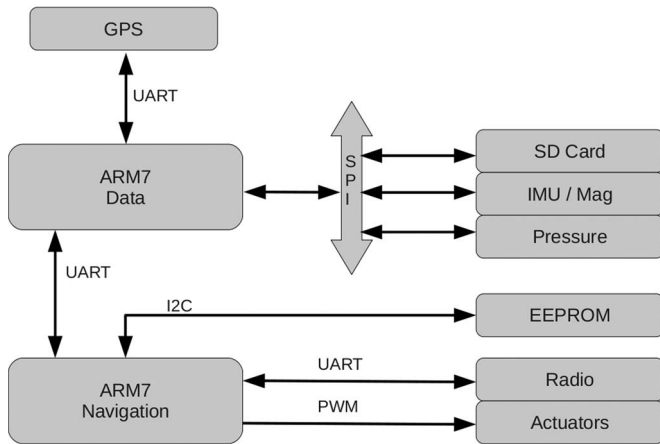 GPS
UART
ARM7
Data
S
P
I
SD Card
IMU / Mag
Pressure
UART
I2C
EEPROM
ARM7
Navigation
UART
Radio
PWM
Actuators